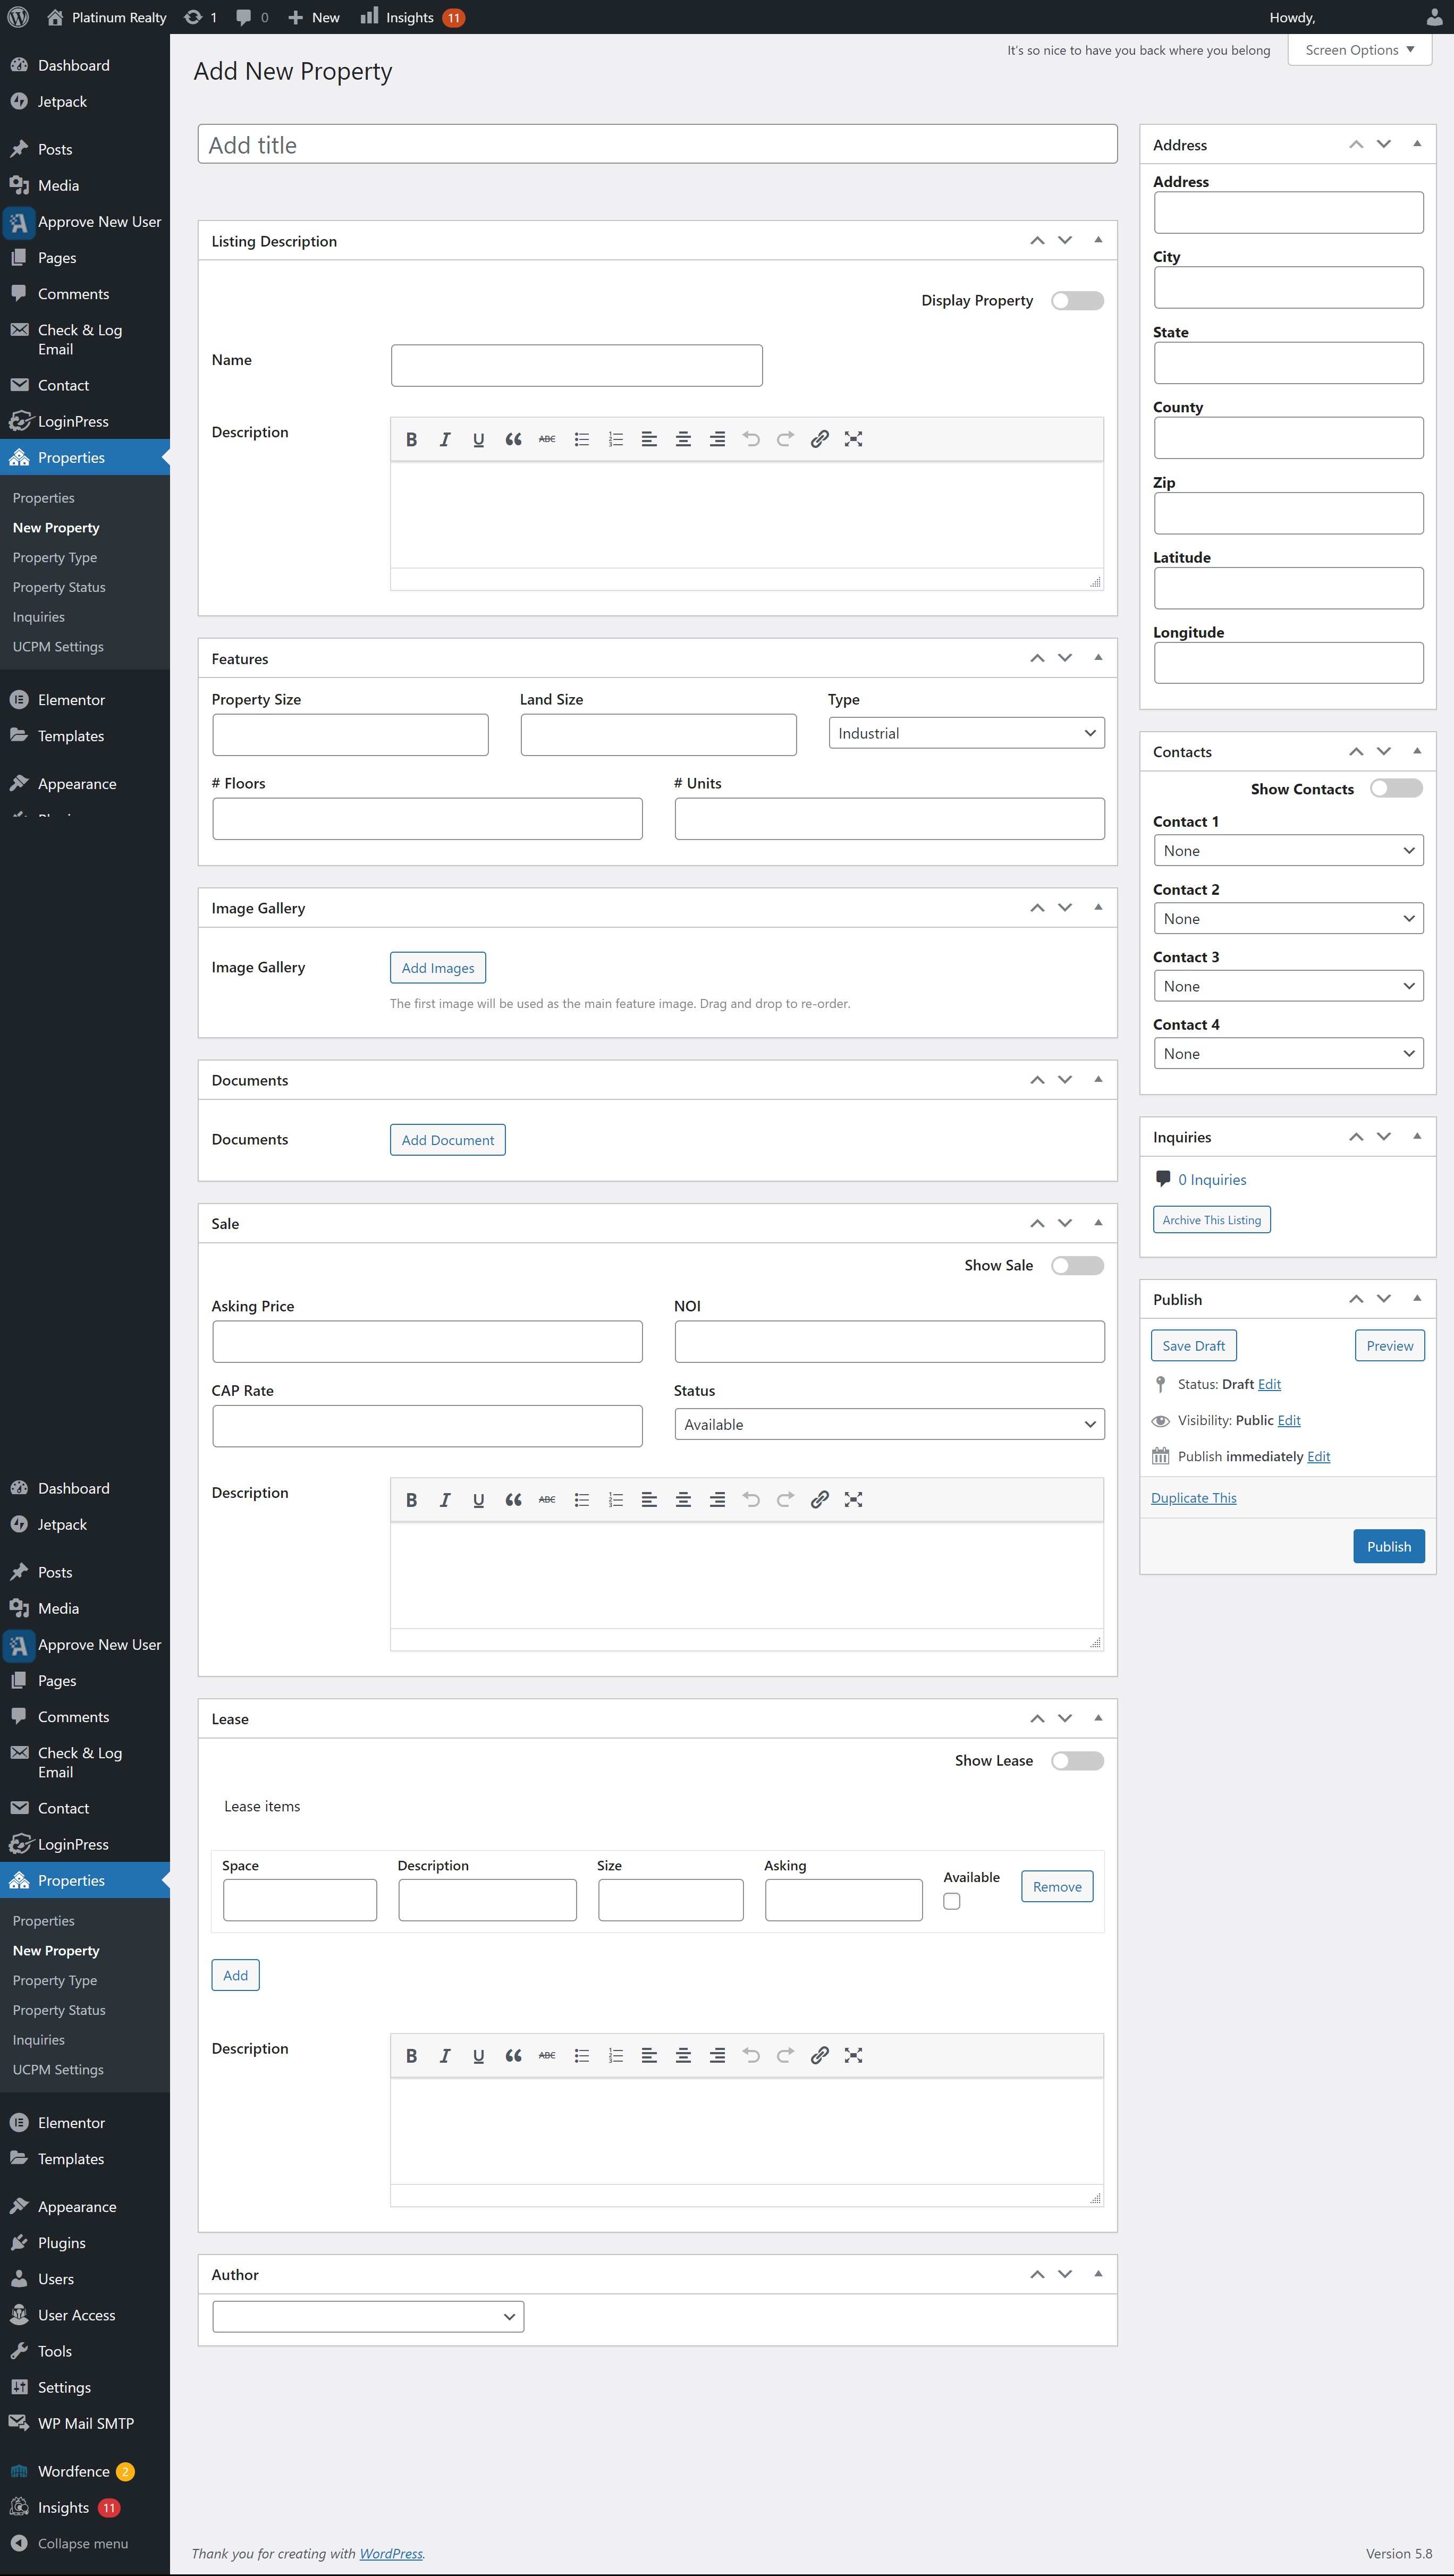 Platinum Realty 1 0 New Insights 11 Howdy,
Dashboard
Jetpack
Posts
Media
Approve New User
Pages
Comments
Check & Log
Email
Contact
LoginPress
Properties
Properties
New Property
Property Type
Property Status
Inquiries
UCPM Settings
Elementor
Templates
Appearance
It's so nice to have you back where you belong
Screen Options
Add New Property
Add title
Listing Description
Display Property
Name
Description
B I U ABC
Features
Property Size Land Size Type
Industrial
# Floors # Units
Image Gallery
Image Gallery Add Images
The first image will be used as the main feature image. Drag and drop to re-order.
Documents
Documents Add Document
Sale
Show Sale
Asking Price NOI
CAP Rate Status
Available
Description
B I U ABC
Lease
Show Lease
Lease items
Space Description Size Asking Available Remove
Add
Description
B I U ABC
Author
Address
Address
City
State
County
Zip
Latitude
Longitude
Contacts
Show Contacts
Contact 1
None
Contact 2
None
Contact 3
None
Contact 4
None
Inquiries
0 Inquiries
Archive This Listing
Publish
Save Draft Preview
Status: Draft Edit
Visibility: Public Edit
Publish immediately Edit
Duplicate This
Publish
Dashboard
Jetpack
Posts
Media
Approve New User
Pages
Comments
Check & Log
Email
Contact
LoginPress
Properties
Properties
New Property
Property Type
Property Status
Inquiries
UCPM Settings
Elementor
Templates
Appearance
Plugins
Users
User Access
Tools
Settings
WP Mail SMTP
Wordfence 2
Insights 11
Collapse menu
Thank you for creating with WordPress.
Version 5.8